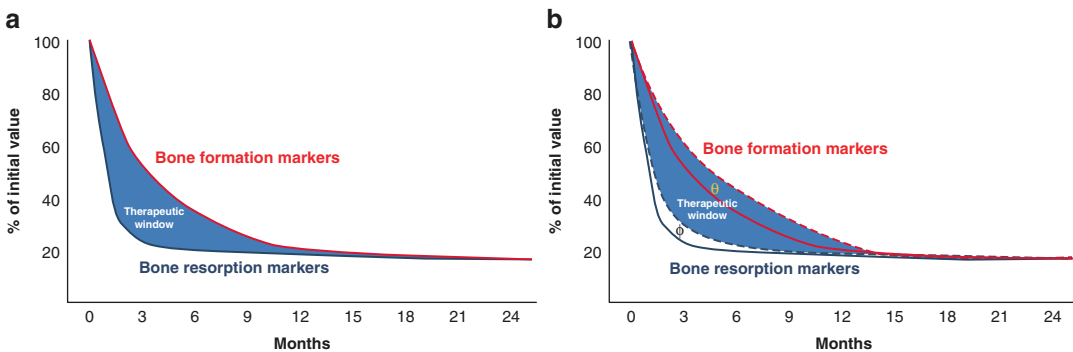 a
100
80
60
40
20
% of initial value
Bone formation markers
Therapeutic
window
Bone resorption markers
0 3 6 9 12 15 18 21 24
Months
b
100
80
60
40
20
% of initial value
Bone formation markers
θ
Therapeutic
window
ϕ
Bone resorption markers
0 3 6 9 12 15 18 21 24
Months